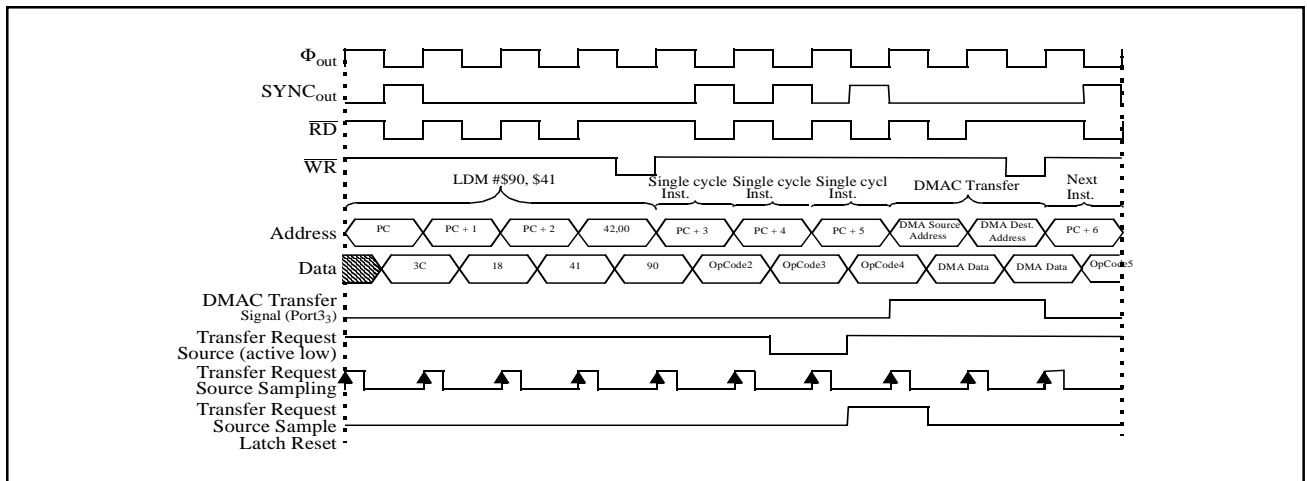 Φout
SYNCout
RD
WR
LDM #$90, $41
Single cycle Inst.
Single cycle Inst.
Single cycl Inst.
DMAC Transfer
Next Inst.
Address
PC
PC + 1
PC + 2
42,00
PC + 3
PC + 4
PC + 5
DMA Source Address
DMA Dest. Address
PC + 6
Data
3C
18
41
90
OpCode2
OpCode3
OpCode4
DMA Data
DMA Data
OpCode5
DMAC Transfer
Signal (Port3₃)
Transfer Request
Source (active low)
Transfer Request
Source Sampling
Transfer Request
Source Sample
Latch Reset